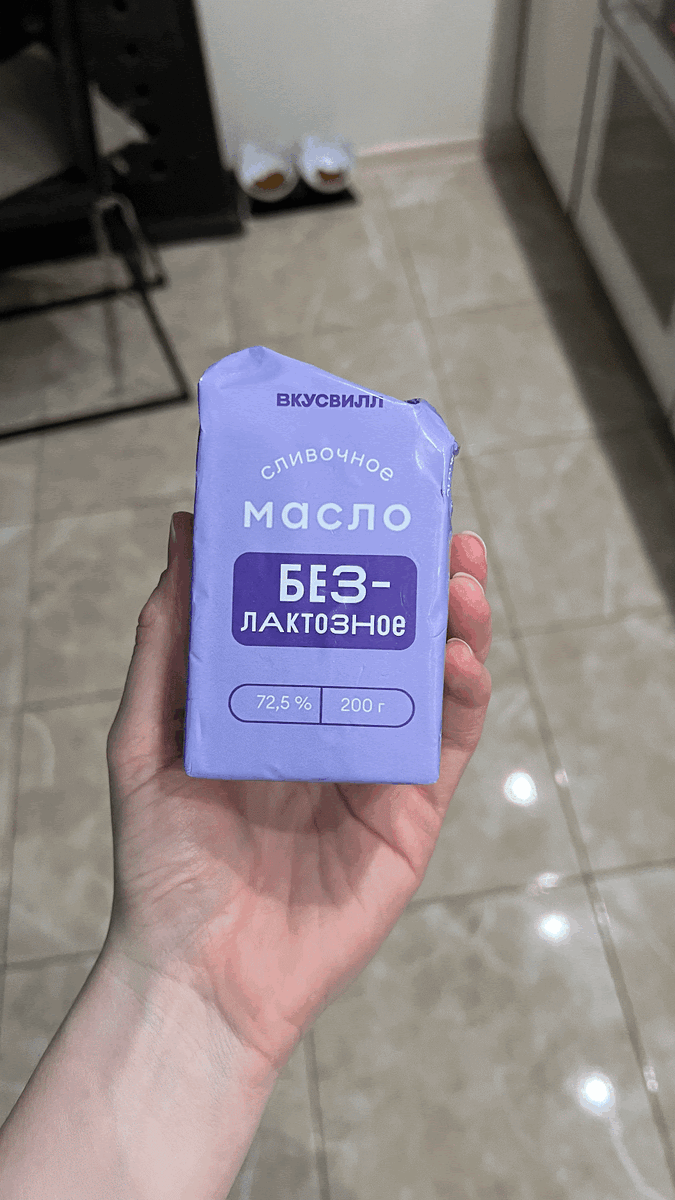 ВКУСВИЛЛ
сливочное
масло
БЕЗ-
лактозное
72,5 % 200 г